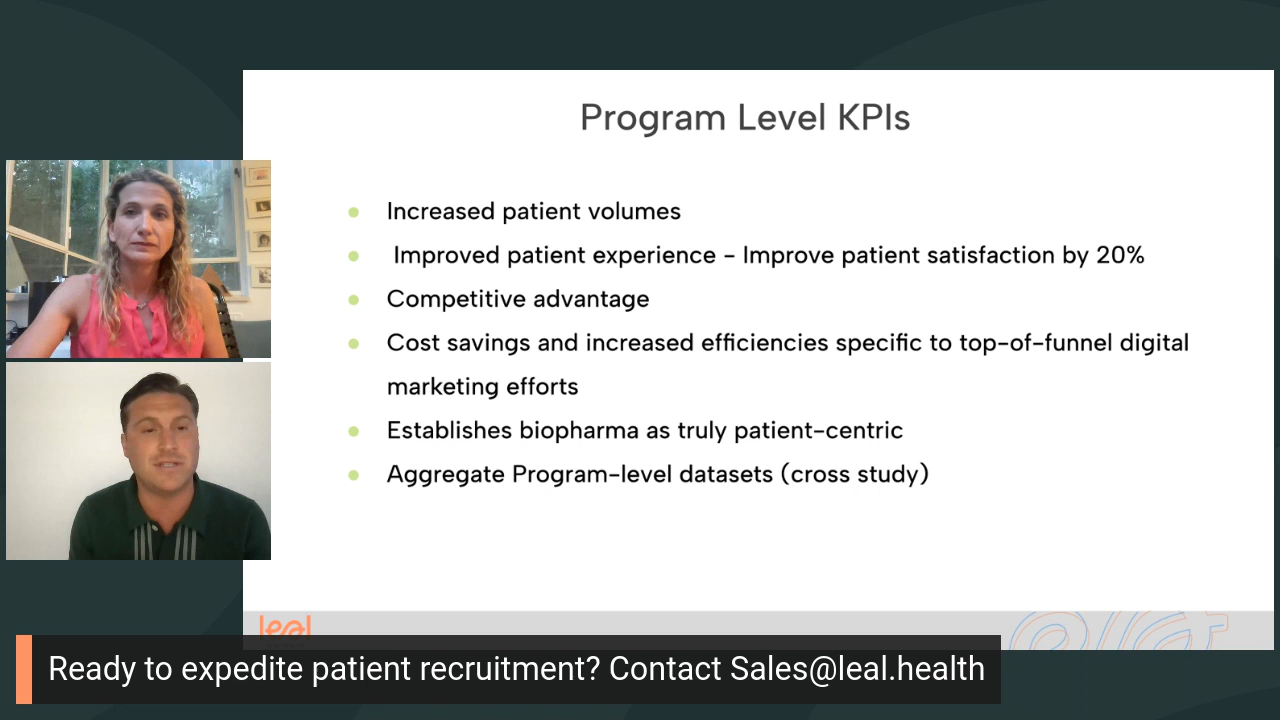 Program Level KPIs
Increased patient volumes
Improved patient experience - Improve patient satisfaction by 20%
Competitive advantage
Cost savings and increased efficiencies specific to top-of-funnel digital
marketing efforts
Establishes biopharma as truly patient-centric
Aggregate Program-level datasets (cross study)
leal
Ready to expedite patient recruitment? Contact Sales@leal.health